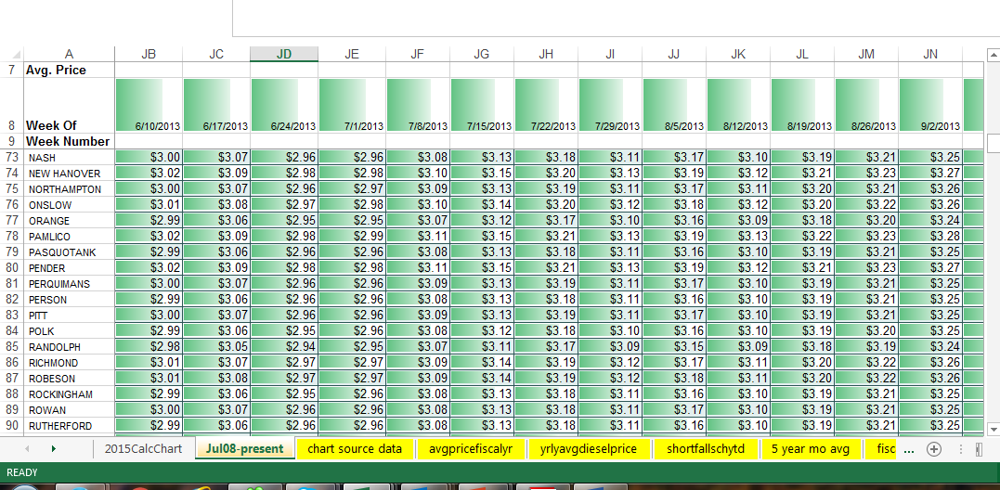 A JB JC JD JE JF JG JH JI JJ JK JL JM JN
7 Avg. Price
8 Week Of 6/10/2013 6/17/2013 6/24/2013 7/1/2013 7/8/2013 7/15/2013 7/22/2013 7/29/2013 8/5/2013 8/12/2013 8/19/2013 8/26/2013 9/2/2013
9 Week Number
73 NASH $3.00 $3.07 $2.96 $2.96 $3.08 $3.13 $3.18 $3.11 $3.17 $3.10 $3.19 $3.21 $3.25
74 NEW HANOVER $3.02 $3.09 $2.98 $2.98 $3.10 $3.15 $3.20 $3.13 $3.19 $3.12 $3.21 $3.23 $3.27
75 NORTHAMPTON $3.00 $3.07 $2.96 $2.97 $3.09 $3.13 $3.19 $3.11 $3.17 $3.11 $3.20 $3.21 $3.26
76 ONSLOW $3.01 $3.08 $2.97 $2.98 $3.10 $3.14 $3.20 $3.12 $3.18 $3.12 $3.20 $3.22 $3.26
77 ORANGE $2.99 $3.06 $2.95 $2.95 $3.07 $3.12 $3.17 $3.10 $3.16 $3.09 $3.18 $3.20 $3.24
78 PAMLICO $3.02 $3.09 $2.98 $2.99 $3.11 $3.15 $3.21 $3.13 $3.19 $3.13 $3.22 $3.23 $3.28
79 PASQUOTANK $2.99 $3.06 $2.96 $2.96 $3.08 $3.13 $3.18 $3.11 $3.16 $3.10 $3.19 $3.21 $3.25
80 PENDER $3.02 $3.09 $2.98 $2.98 $3.11 $3.15 $3.21 $3.13 $3.19 $3.12 $3.21 $3.23 $3.27
81 PERQUIMANS $3.00 $3.07 $2.96 $2.96 $3.09 $3.13 $3.19 $3.11 $3.17 $3.10 $3.19 $3.21 $3.25
82 PERSON $2.99 $3.06 $2.96 $2.96 $3.08 $3.13 $3.18 $3.11 $3.16 $3.10 $3.19 $3.21 $3.25
83 PITT $3.00 $3.07 $2.96 $2.96 $3.09 $3.13 $3.19 $3.11 $3.17 $3.10 $3.19 $3.21 $3.25
84 POLK $2.99 $3.06 $2.95 $2.96 $3.08 $3.12 $3.18 $3.10 $3.16 $3.10 $3.19 $3.20 $3.25
85 RANDOLPH $2.98 $3.05 $2.94 $2.95 $3.07 $3.11 $3.17 $3.09 $3.15 $3.09 $3.18 $3.19 $3.24
86 RICHMOND $3.01 $3.07 $2.97 $2.97 $3.09 $3.14 $3.19 $3.12 $3.17 $3.11 $3.20 $3.22 $3.26
87 ROBESON $3.01 $3.08 $2.97 $2.97 $3.09 $3.14 $3.19 $3.12 $3.18 $3.11 $3.20 $3.22 $3.26
88 ROCKINGHAM $2.99 $3.06 $2.95 $2.96 $3.08 $3.13 $3.18 $3.11 $3.16 $3.10 $3.19 $3.21 $3.25
89 ROWAN $3.00 $3.07 $2.96 $2.96 $3.08 $3.13 $3.18 $3.11 $3.17 $3.10 $3.19 $3.21 $3.25
90 RUTHERFORD $2.99 $3.06 $2.96 $2.96 $3.08 $3.13 $3.18 $3.11 $3.16 $3.10 $3.19 $3.21 $3.25
2015CalcChart Jul08-present chart source data avgpricefiscalyr yrlyavgdieselprice shortfallschytd 5 year mo avg fisc ...
READY